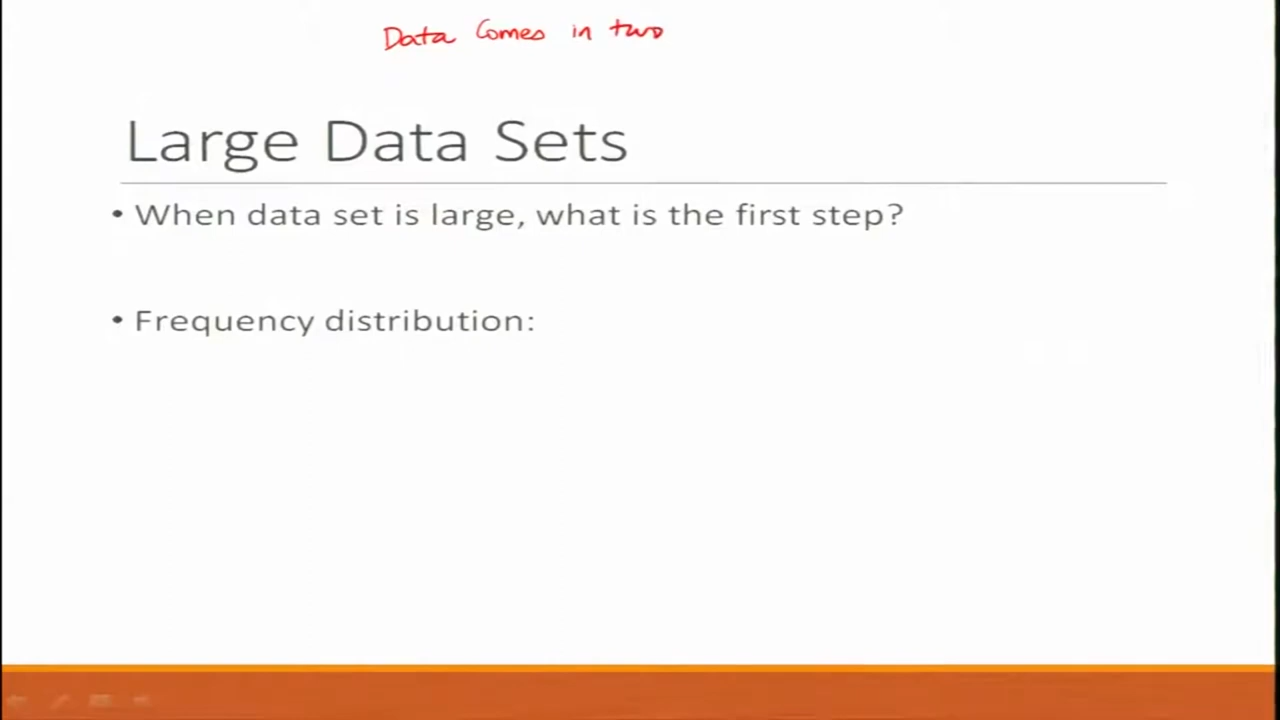 Data Comes in two
Large Data Sets
• When data set is large, what is the first step?
• Frequency distribution: